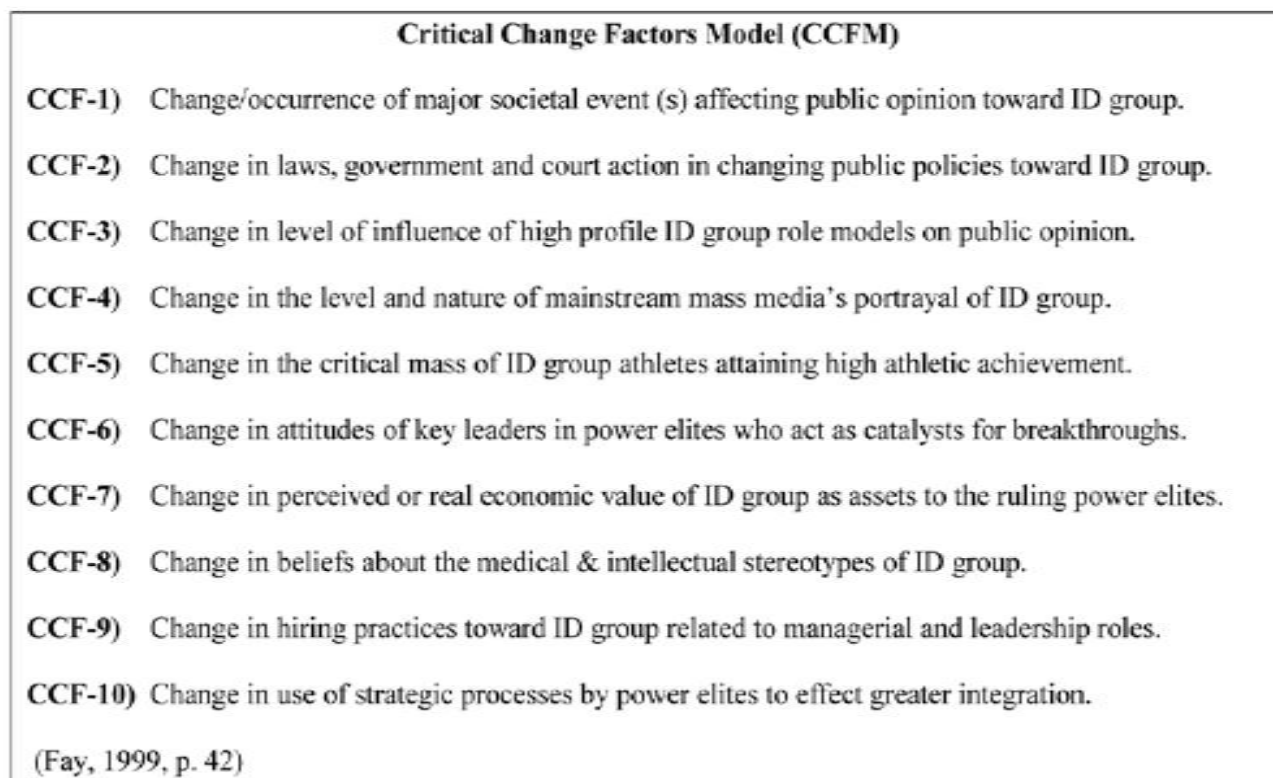 Critical Change Factors Model (CCFM)
CCF-1) Change/occurrence of major societal event (s) affecting public opinion toward ID group.
CCF-2) Change in laws, government and court action in changing public policies toward ID group.
CCF-3) Change in level of influence of high profile ID group role models on public opinion.
CCF-4) Change in the level and nature of mainstream mass media's portrayal of ID group.
CCF-5) Change in the critical mass of ID group athletes attaining high athletic achievement.
CCF-6) Change in attitudes of key leaders in power elites who act as catalysts for breakthroughs.
CCF-7) Change in perceived or real economic value of ID group as assets to the ruling power elites.
CCF-8) Change in beliefs about the medical & intellectual stereotypes of ID group.
CCF-9) Change in hiring practices toward ID group related to managerial and leadership roles.
CCF-10) Change in use of strategic processes by power elites to effect greater integration.
(Fay, 1999, p. 42)